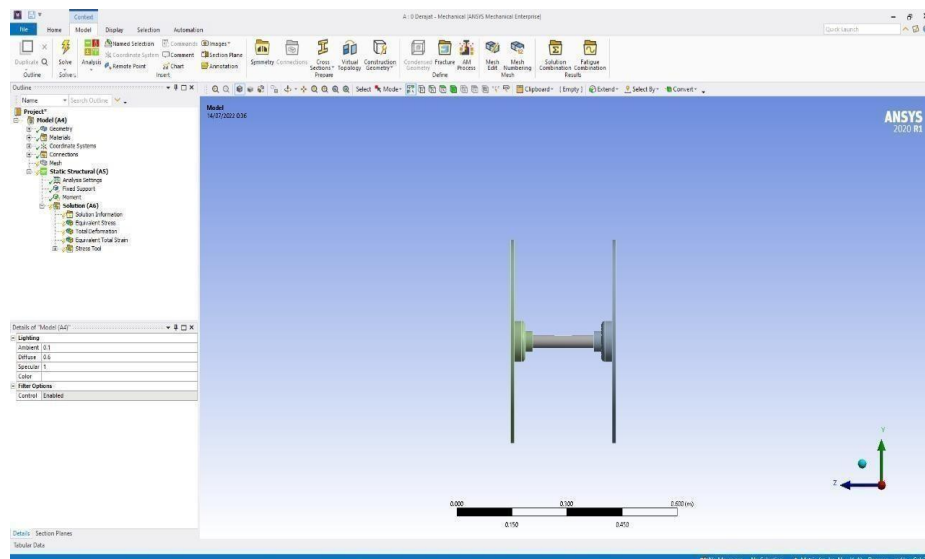 Context
A : 0 Derajat - Mechanical [ANSYS Mechanical Enterprise]
File Home Model Display Selection Automation
Quick Launch
Duplicate
Outline
Solve
Solve
Analysis
Named Selection
Coordinate System
Remote Point
Commands
Comment
Chart
Insert
Images
Section Plane
Annotation
Symmetry
Connections
Cross Sections
Virtual Topology
Construction Geometry
Prepare
Condensed Geometry
Fracture
AM Process
Define
Mesh Edit
Mesh Numbering
Mesh
Solution Combination
Fatigue Combination
Results
Outline
Name Search Outline
Select Mode Clipboard [Empty] Extend Select By Convert
Project*
Model (A4)
Geometry
Materials
Coordinate Systems
Connections
Mesh
Static Structural (A5)
Analysis Settings
Fixed Support
Moment
Solution (A6)
Solution Information
Equivalent Stress
Total Deformation
Equivalent Total Strain
Stress Tool
Model
14/07/2022 0:36
ANSYS
2020 R1
Details of "Model (A4)"
Lighting
Ambient 0.1
Diffuse 0.6
Specular 1
Color
Filter Options
Control Enabled
Y
Z
0.000 0.300 0.600 (m)
0.150 0.450
Details Section Planes
Tabular Data